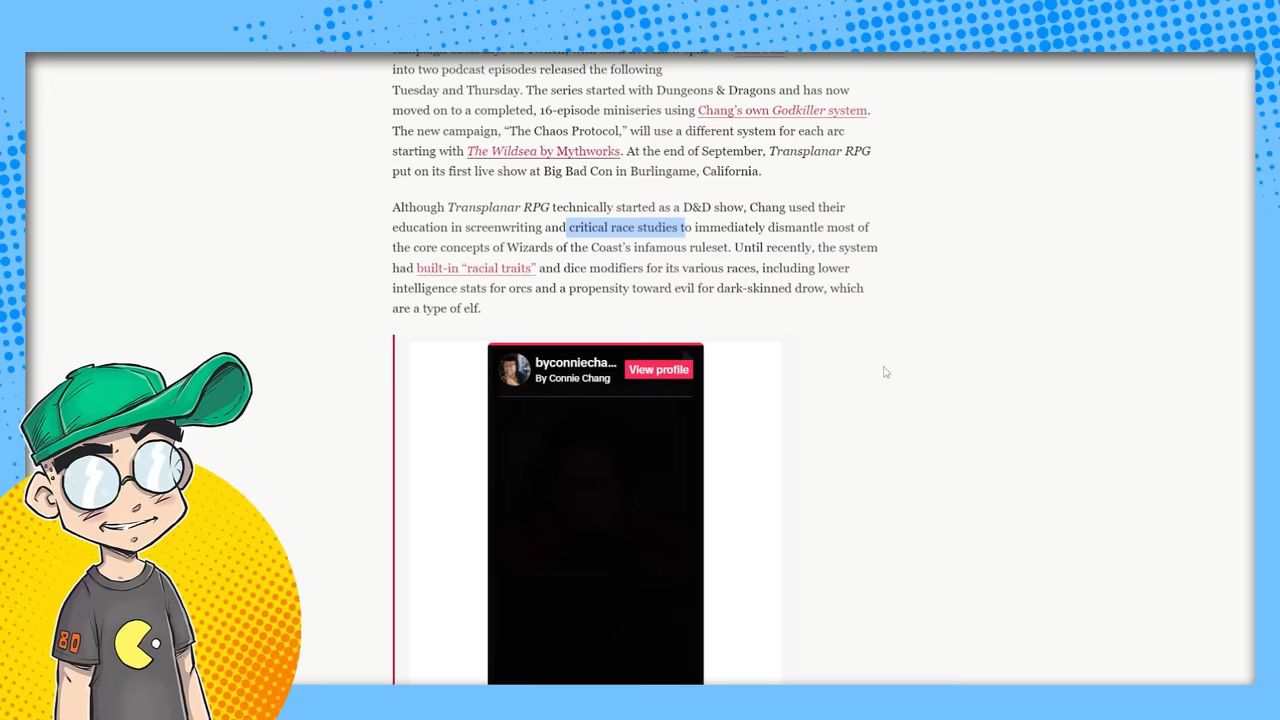 into two podcast episodes released the following
Tuesday and Thursday. The series started with Dungeons & Dragons and has now
moved on to a completed, 16-episode miniseries using Chang's own Godkiller system.
The new campaign, “The Chaos Protocol,” will use a different system for each arc
starting with The Wildsea by Mythworks. At the end of September, Transplanar RPG
put on its first live show at Big Bad Con in Burlingame, California.
Although Transplanar RPG technically started as a D&D show, Chang used their
education in screenwriting and critical race studies to immediately dismantle most of
the core concepts of Wizards of the Coast's infamous ruleset. Until recently, the system
had built-in “racial traits” and dice modifiers for its various races, including lower
intelligence stats for orcs and a propensity toward evil for dark-skinned drow, which
are a type of elf.
byconniecha...
View profile
By Connie Chang
80